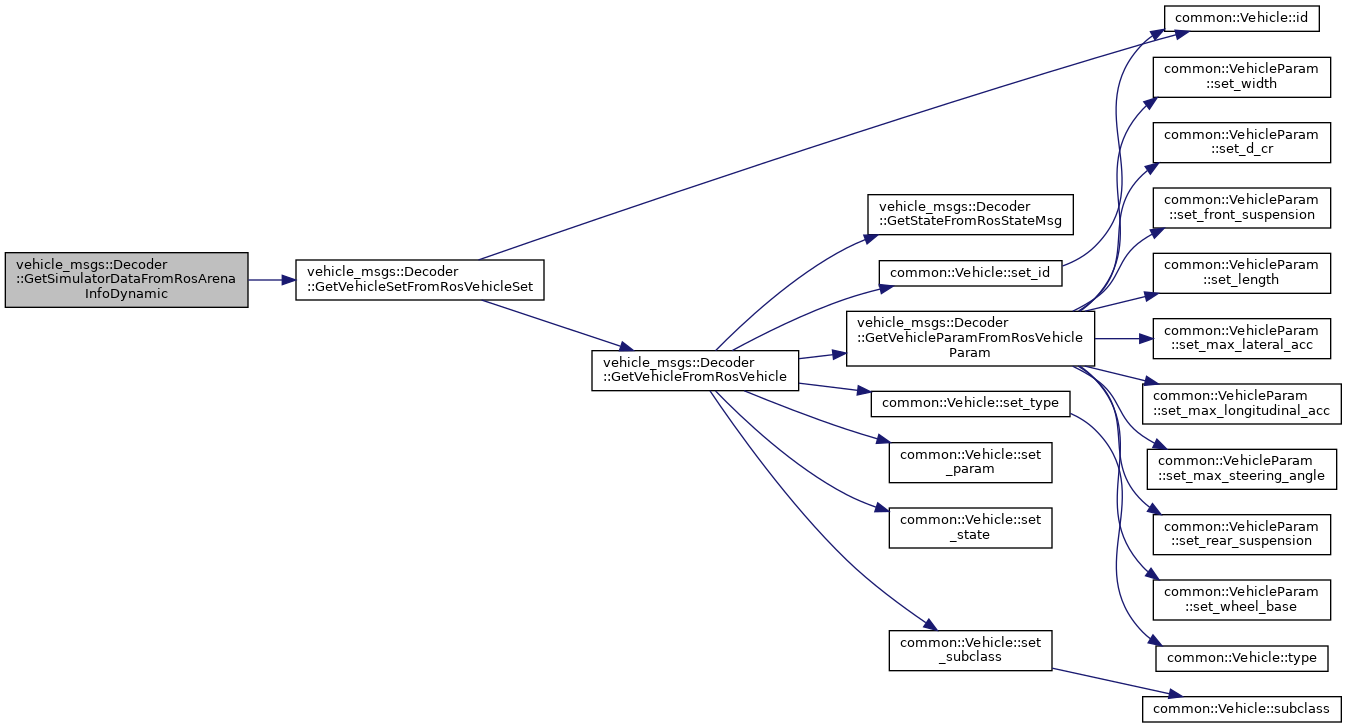 vehicle_msgs::Decoder
::GetSimulatorDataFromRosArena
InfoDynamic
vehicle_msgs::Decoder
::GetVehicleSetFromRosVehicleSet
vehicle_msgs::Decoder
::GetVehicleFromRosVehicle
vehicle_msgs::Decoder
::GetStateFromRosStateMsg
common::Vehicle::set_id
vehicle_msgs::Decoder
::GetVehicleParamFromRosVehicle
Param
common::Vehicle::set_type
common::Vehicle::set
_param
common::Vehicle::set
_state
common::Vehicle::set
_subclass
common::Vehicle::id
common::VehicleParam
::set_width
common::VehicleParam
::set_d_cr
common::VehicleParam
::set_front_suspension
common::VehicleParam
::set_length
common::VehicleParam
::set_max_lateral_acc
common::VehicleParam
::set_max_longitudinal_acc
common::VehicleParam
::set_max_steering_angle
common::VehicleParam
::set_rear_suspension
common::VehicleParam
::set_wheel_base
common::Vehicle::type
common::Vehicle::subclass